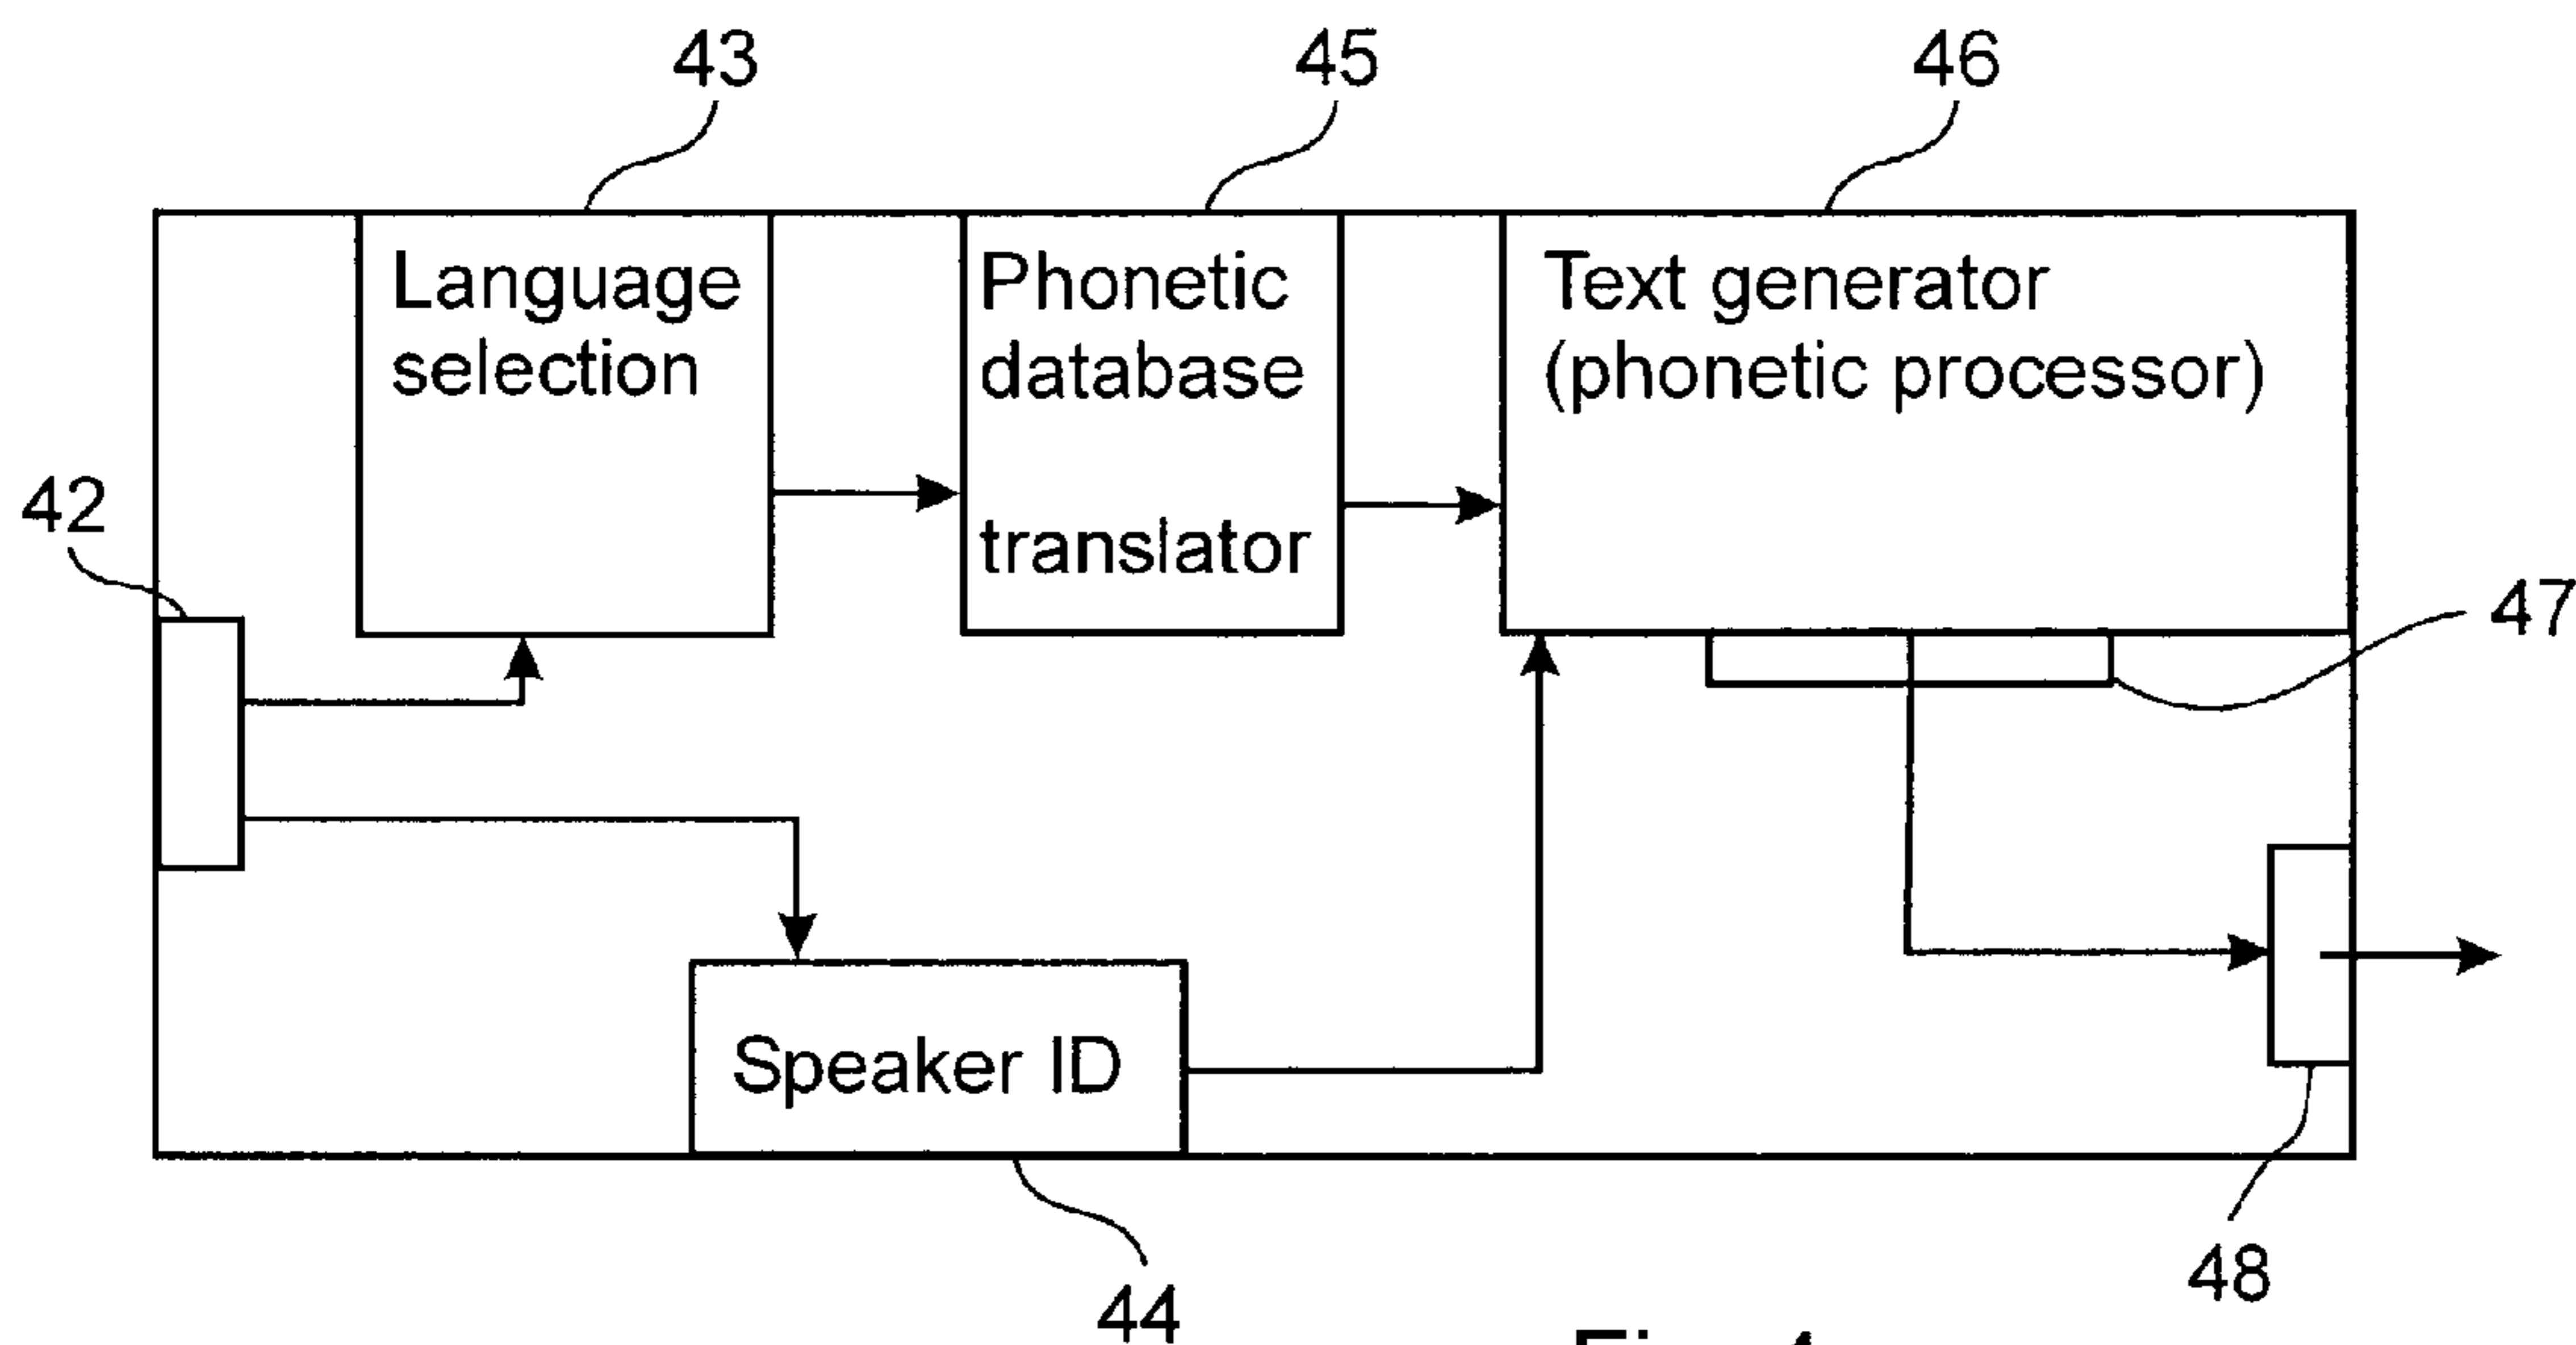 43
45
46
Language
selection
Phonetic
database
translator
Text generator
(phonetic processor)
42
47
Speaker ID
48
44